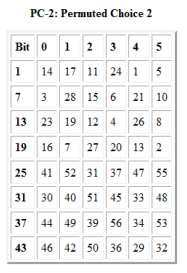 PC-2: Permuted Choice 2
Bit 0 1 2 3 4 5
1 14 17 11 24 1 5
7 3 28 15 6 21 10
13 23 19 12 4 26 8
19 16 7 27 20 13 2
25 41 52 31 37 47 55
31 30 40 51 45 33 48
37 44 49 39 56 34 53
43 46 42 50 36 29 32